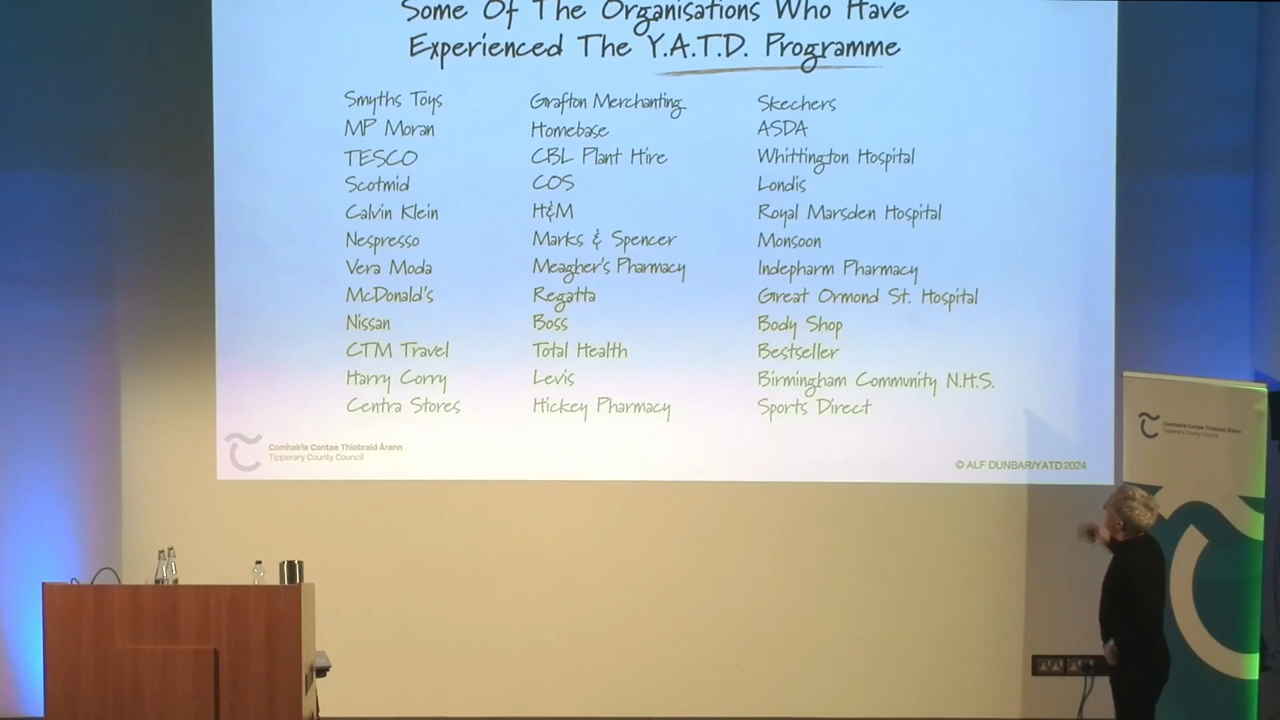 Some Of The Organisations Who Have
Experienced The Y.A.T.D. Programme
Smyths Toys
MP Moran
TESCO
Scotmid
Calvin Klein
Nespresso
Vera Moda
McDonald's
Nissan
CTM Travel
Harry Corry
Centra Stores
Grafton Merchanting
Homebase
CBL Plant Hire
COS
H&M
Marks & Spencer
Meagher's Pharmacy
Regatta
Boss
Total Health
Levis
Hickey Pharmacy
Skechers
ASDA
Whittington Hospital
Londis
Royal Marsden Hospital
Monsoon
Indepharm Pharmacy
Great Ormond St. Hospital
Body Shop
Bestseller
Birmingham Community N.H.S.
Sports Direct
Comhairle Contae Thiobraid Árann
Tipperary County Council
© ALF DUNBAR/YATD 2024
Comhairle Contae Thiobraid Árann
Tipperary County Council